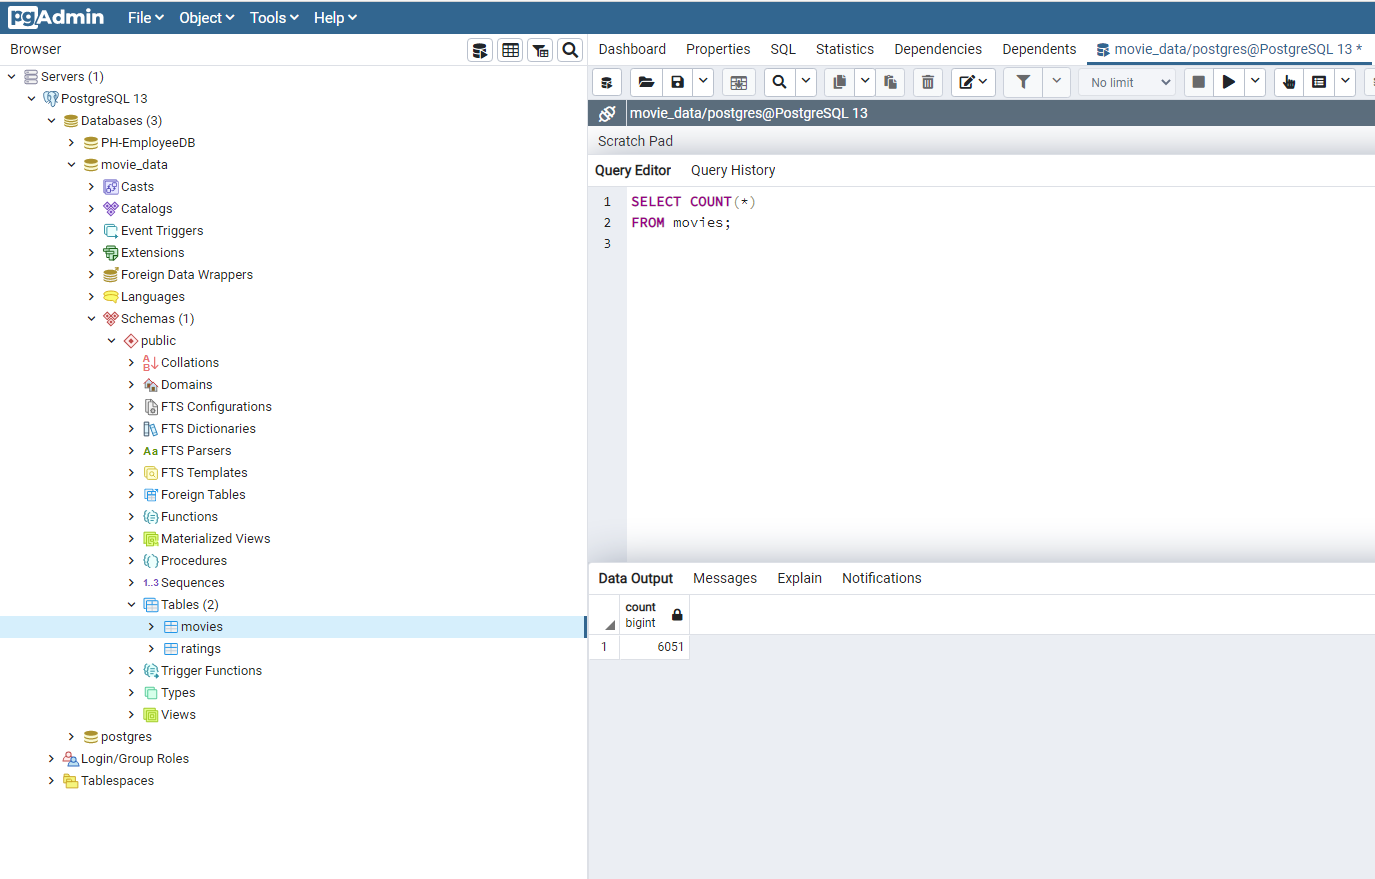 pgAdmin File Object Tools Help
Browser
Dashboard Properties SQL Statistics Dependencies Dependents movie_data/postgres@PostgreSQL 13 *
No limit
movie_data/postgres@PostgreSQL 13
Scratch Pad
Query Editor Query History
1 SELECT COUNT(*)
2 FROM movies;
3
Data Output Messages Explain Notifications
count
bigint
1 6051
Servers (1)
PostgreSQL 13
Databases (3)
PH-EmployeeDB
movie_data
Casts
Catalogs
Event Triggers
Extensions
Foreign Data Wrappers
Languages
Schemas (1)
public
Collations
Domains
FTS Configurations
FTS Dictionaries
Aa FTS Parsers
FTS Templates
Foreign Tables
Functions
Materialized Views
Procedures
1..3 Sequences
Tables (2)
movies
ratings
Trigger Functions
Types
Views
postgres
Login/Group Roles
Tablespaces